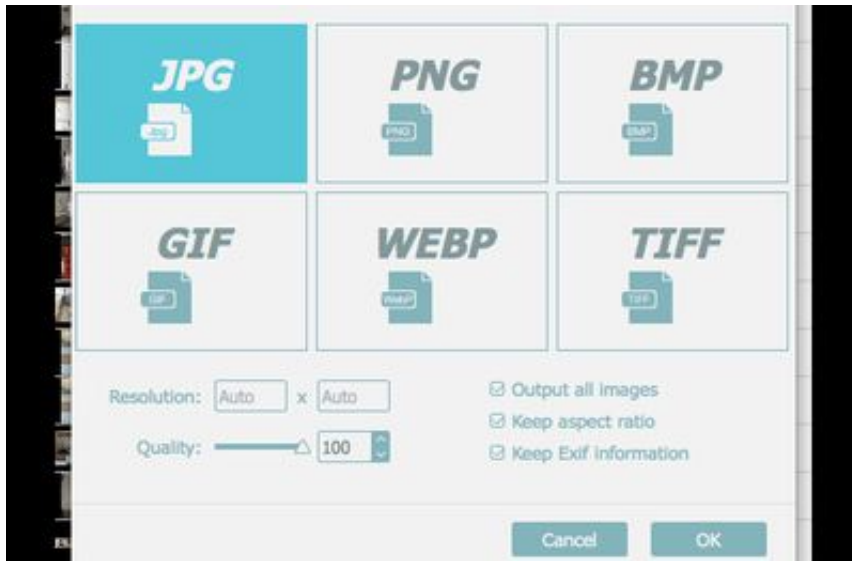 JPG PNG BMP
Jpg PNG BMP
GIF WEBP TIFF
GIF WebP TIFF
Resolution: Auto x Auto
Output all images
Keep aspect ratio
Quality: 100
Keep Exif information
Cancel OK